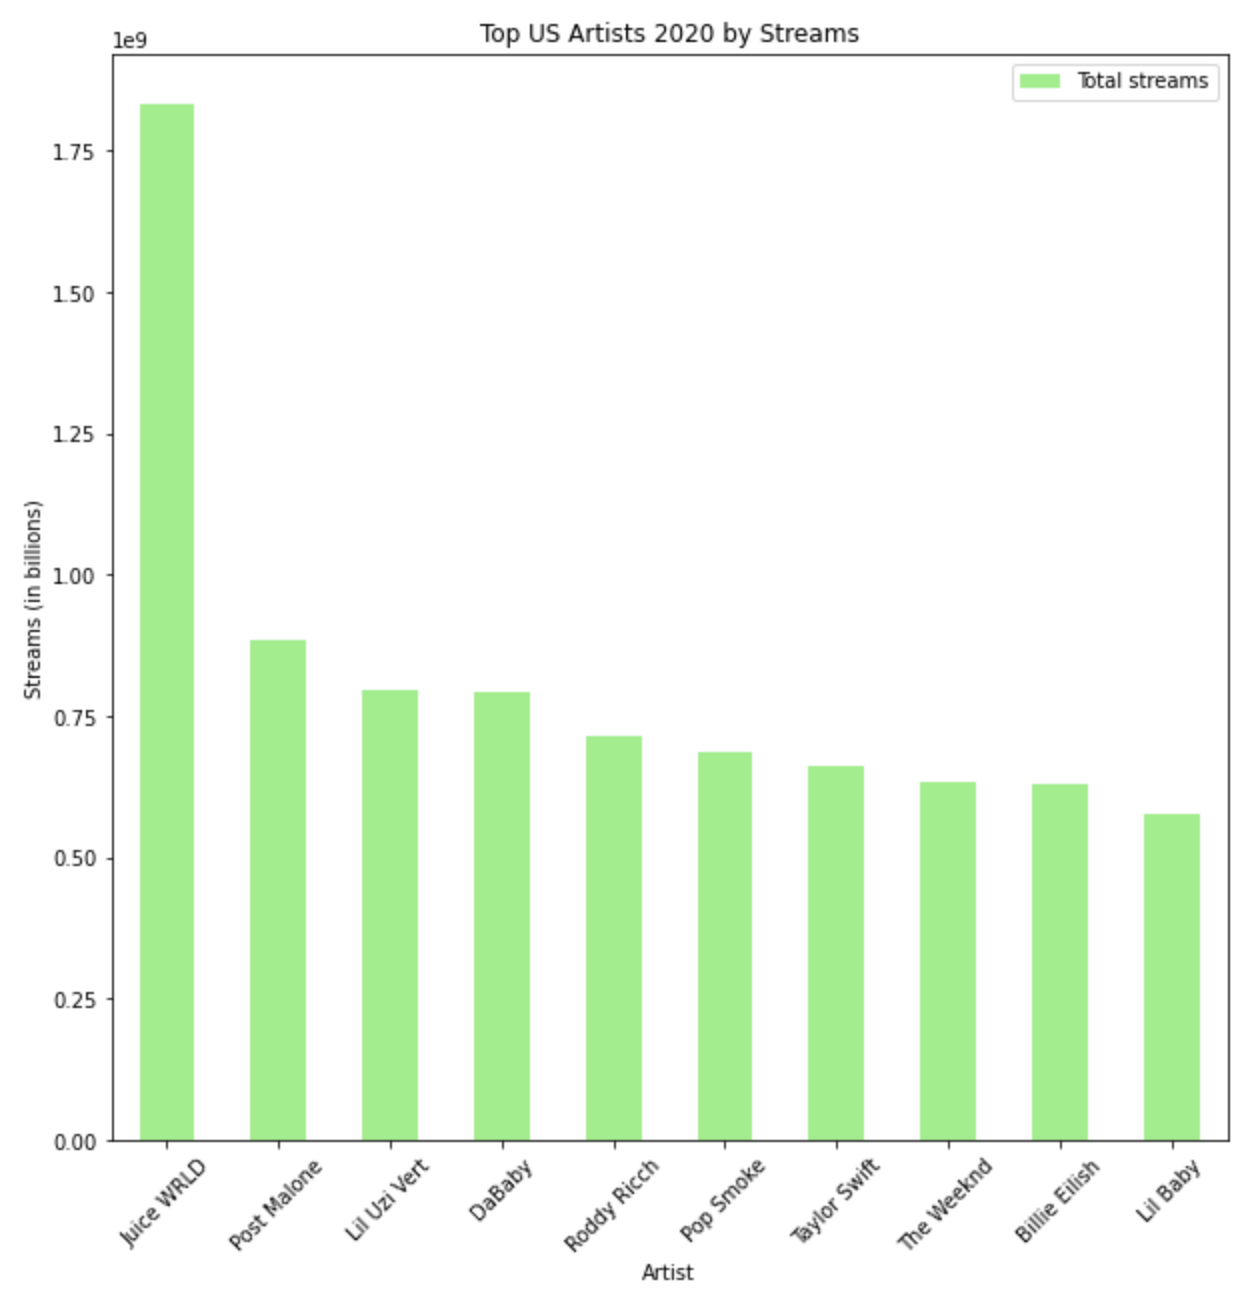 Top US Artists 2020 by Streams
1e9
Total streams
1.75
1.50
1.25
1.00
0.75
0.50
0.25
0.00
Streams (in billions)
Juice WRLD
Post Malone
Lil Uzi Vert
DaBaby
Roddy Ricch
Pop Smoke
Taylor Swift
The Weeknd
Billie Eilish
Lil Baby
Artist